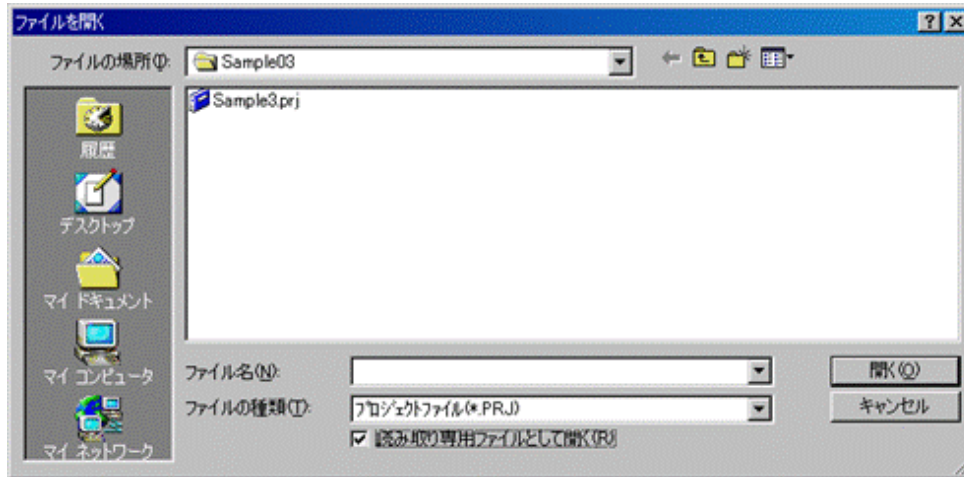 ファイルを開く
ファイルの場所(I):
Sample03
Sample3.prj
履歴
デスクトップ
マイ ドキュメント
マイ コンピュータ
マイ ネットワーク
ファイル名(N):
開く(O)
ファイルの種類(T):
プロジェクトファイル(*.PRJ)
キャンセル
読み取り専用ファイルとして開く(R)